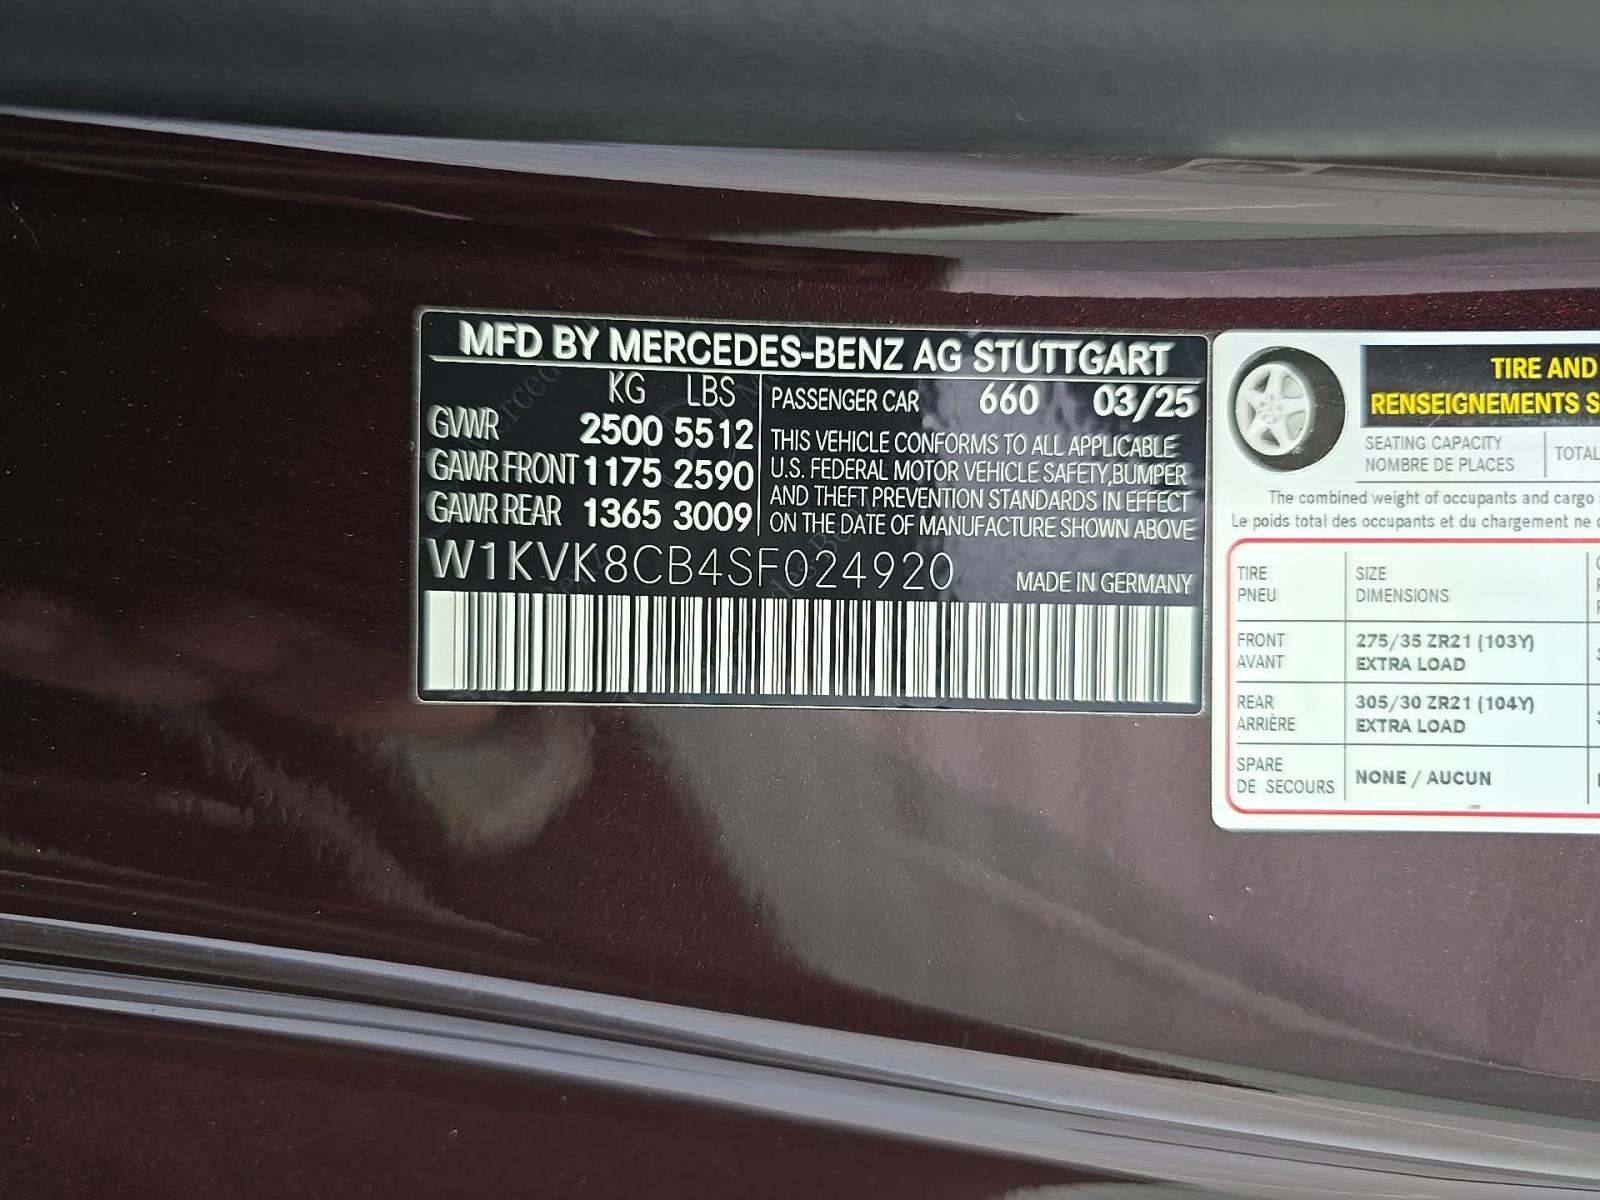 MFD BY MERCEDES-BENZ AG STUTTGART
KG LBS
GVWR 2500 5512
GAWR FRONT 1175 2590
GAWR REAR 1365 3009
PASSENGER CAR 660 03/25
THIS VEHICLE CONFORMS TO ALL APPLICABLE
U.S. FEDERAL MOTOR VEHICLE SAFETY,BUMPER
AND THEFT PREVENTION STANDARDS IN EFFECT
ON THE DATE OF MANUFACTURE SHOWN ABOVE
W1KVK8CB4SF024920
MADE IN GERMANY
TIRE AND
RENSEIGNEMENTS S
SEATING CAPACITY
NOMBRE DE PLACES
TOTAL
The combined weight of occupants and cargo
Le poids total des occupants et du chargement ne
TIRE
PNEU
SIZE
DIMENSIONS
FRONT
AVANT
275/35 ZR21 (103Y)
EXTRA LOAD
REAR
ARRIÈRE
305/30 ZR21 (104Y)
EXTRA LOAD
SPARE
DE SECOURS
NONE / AUCUN